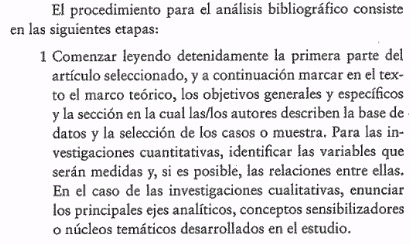 El procedimiento para el análisis bibliográfico consiste
en las siguientes etapas:
1 Comenzar leyendo detenidamente la primera parte del
artículo seleccionado, y a continuación marcar en el tex-
to el marco teórico, los objetivos generales y específicos
y la sección en la cual las/los autores describen la base de
datos y la selección de los casos o muestra. Para las in-
vestigaciones cuantitativas, identificar las variables que
serán medidas y, si es posible, las relaciones entre ellas.
En el caso de las investigaciones cualitativas, enunciar
los principales ejes analíticos, conceptos sensibilizadores
o núcleos temáticos desarrollados en el estudio.